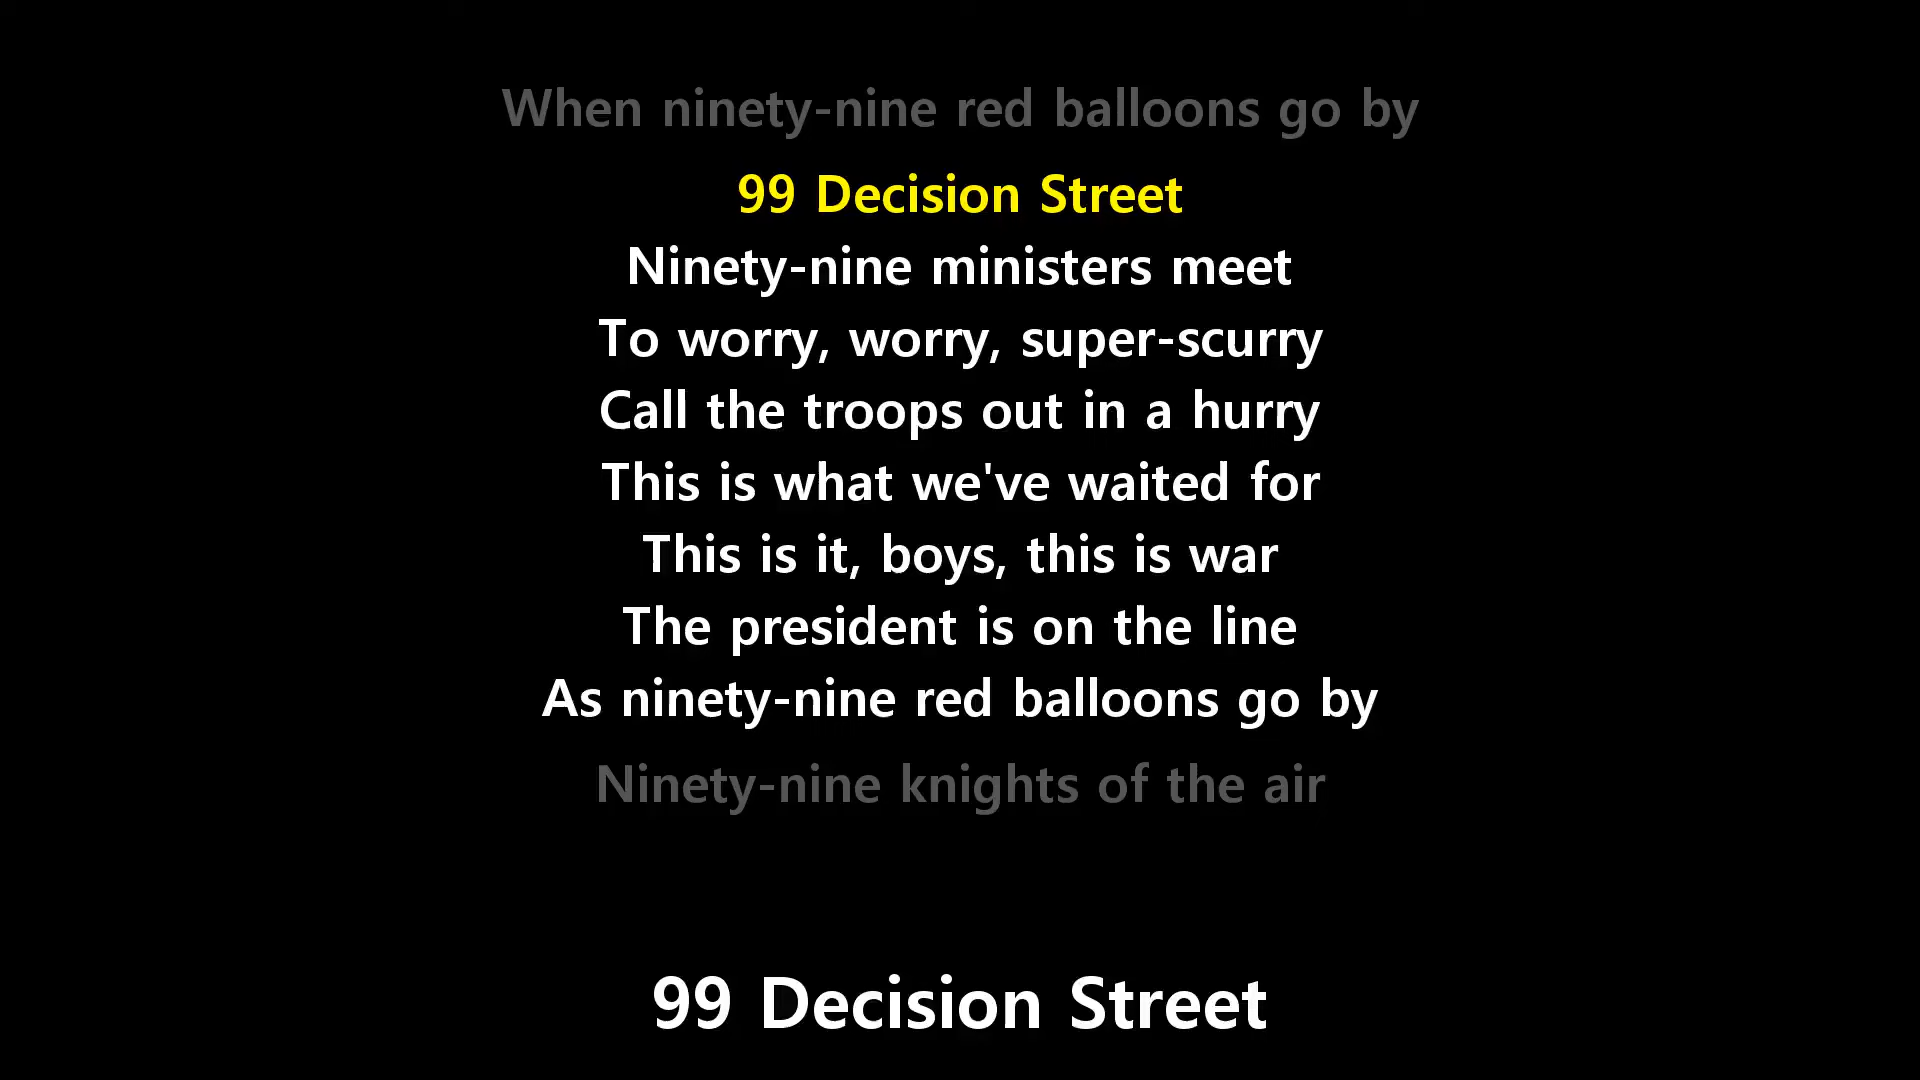 When ninety-nine red balloons go by
99 Decision Street
Ninety-nine ministers meet
To worry, worry, super-scurry
Call the troops out in a hurry
This is what we've waited for
This is it, boys, this is war
The president is on the line
As ninety-nine red balloons go by
Ninety-nine knights of the air
99 Decision Street